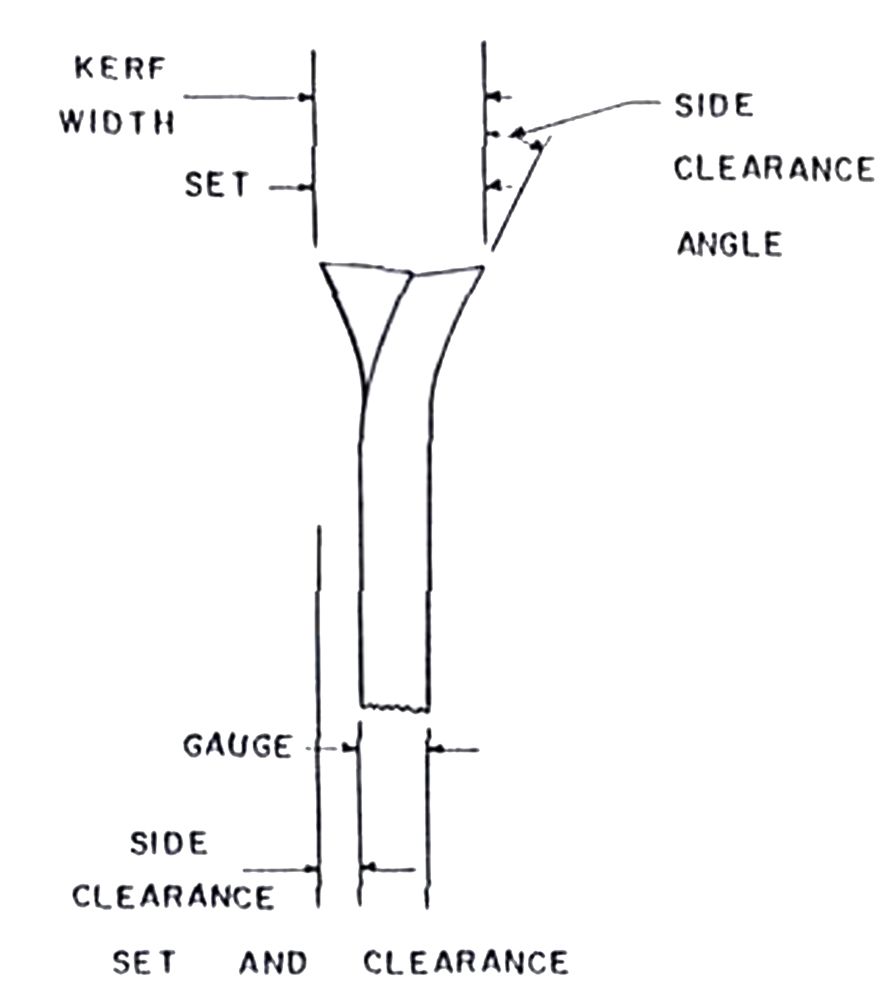 KERF
WIDTH
SET
SIDE
CLEARANCE
ANGLE
GAUGE
SIDE
CLEARANCE
SET AND CLEARANCE